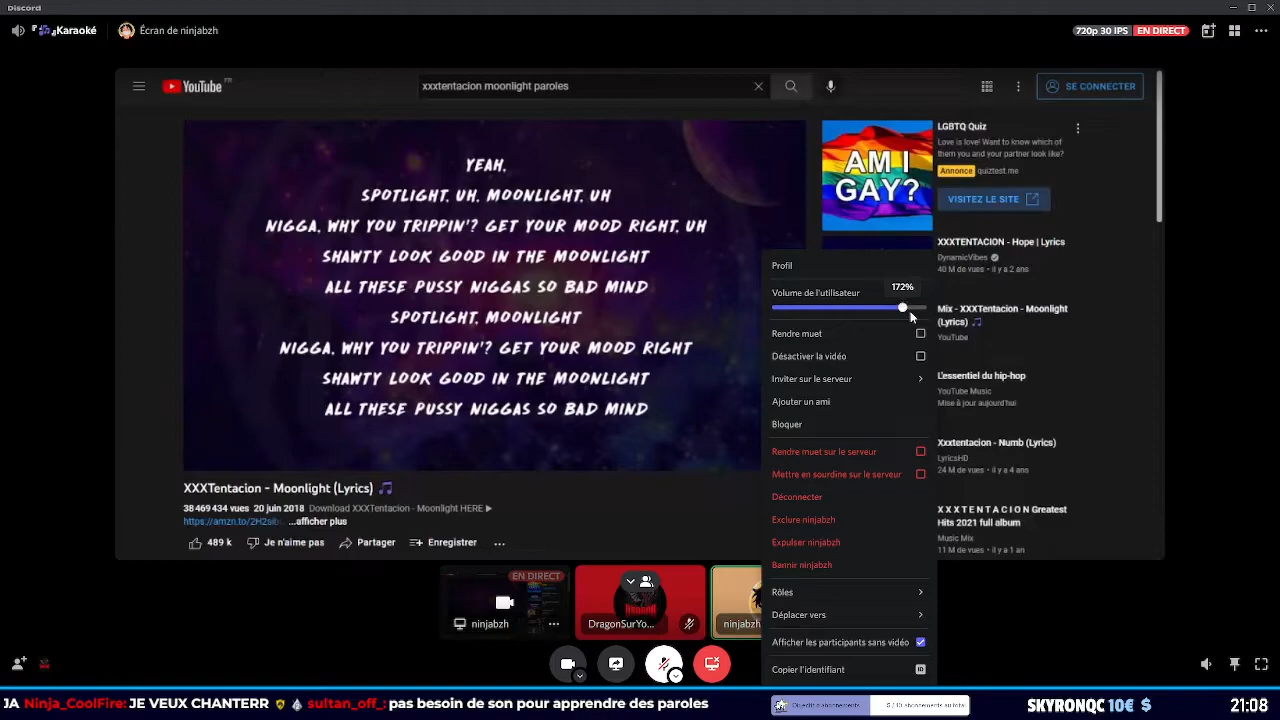 Discord
Karaoké
Écran de ninjabzh
720p 30 IPS
EN DIRECT
YouTube FR
xxxtentacion moonlight paroles
SE CONNECTER
YEAH,
SPOTLIGHT, UH, MOONLIGHT, UH
NIGGA, WHY YOU TRIPPIN'? GET YOUR MOOD RIGHT, UH
SHAWTY LOOK GOOD IN THE MOONLIGHT
ALL THESE PUSSY NIGGAS SO BAD MIND
SPOTLIGHT, MOONLIGHT
NIGGA, WHY YOU TRIPPIN'? GET YOUR MOOD RIGHT
SHAWTY LOOK GOOD IN THE MOONLIGHT
ALL THESE PUSSY NIGGAS SO BAD MIND
AM I
GAY?
LGBTQ Quiz
Love is love! Want to know which of
them you and your partner look like?
Annonce quiztest.me
VISITEZ LE SITE
XXXTENTACION - Hope | Lyrics
DynamicVibes
40 M de vues • il y a 2 ans
Mix - XXXTentacion - Moonlight
(Lyrics)
YouTube
L'essentiel du hip-hop
YouTube Music
Mise à jour aujourd'hui
Xxxtentacion - Numb (Lyrics)
LyricsHD
24 M de vues • il y a 4 ans
X X X T E N T A C I O N Greatest
Hits 2021 full album
Music Mix
11 M de vues • il y a 1 an
Profil
Volume de l'utilisateur
172%
Rendre muet
Désactiver la vidéo
Inviter sur le serveur
Ajouter un ami
Bloquer
Rendre muet sur le serveur
Mettre en sourdine sur le serveur
Déconnecter
Exclure ninjabzh
Expulser ninjabzh
Bannir ninjabzh
Rôles
Déplacer vers
Afficher les participants sans vidéo
Copier l'identifiant
ID
XXXTentacion - Moonlight (Lyrics)
38 469 434 vues 20 juin 2018 Download XXXTentacion - Moonlight HERE
...afficher plus
489 k
Je n'aime pas
Partager
Enregistrer
EN DIRECT
ninjabzh
DRAGON
DragonSurYo...
ninjabzh
JA Ninja_CoolFire: JE VEUX CHANTERR
sultan_off_: pas besoin de son pour apprendre des paroles
Objectif d'abonnements
5 / 10 abonnements au total
SKYRONQC 10€ $
21:06